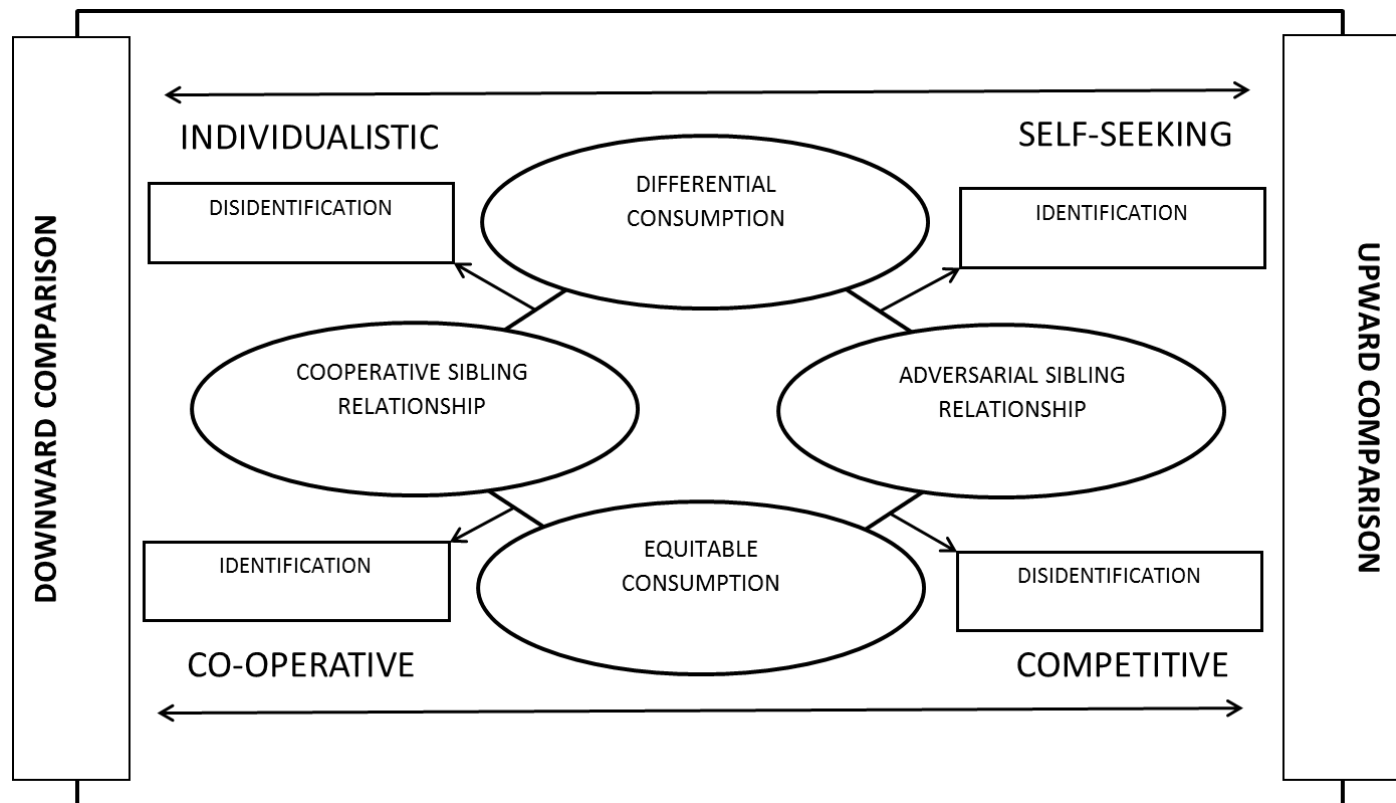 DOWNWARD COMPARISON
INDIVIDUALISTIC
SELF-SEEKING
DISIDENTIFICATION
DIFFERENTIAL
CONSUMPTION
IDENTIFICATION
COOPERATIVE SIBLING
RELATIONSHIP
ADVERSARIAL SIBLING
RELATIONSHIP
IDENTIFICATION
EQUITABLE
CONSUMPTION
DISIDENTIFICATION
CO-OPERATIVE
COMPETITIVE
UPWARD COMPARISON